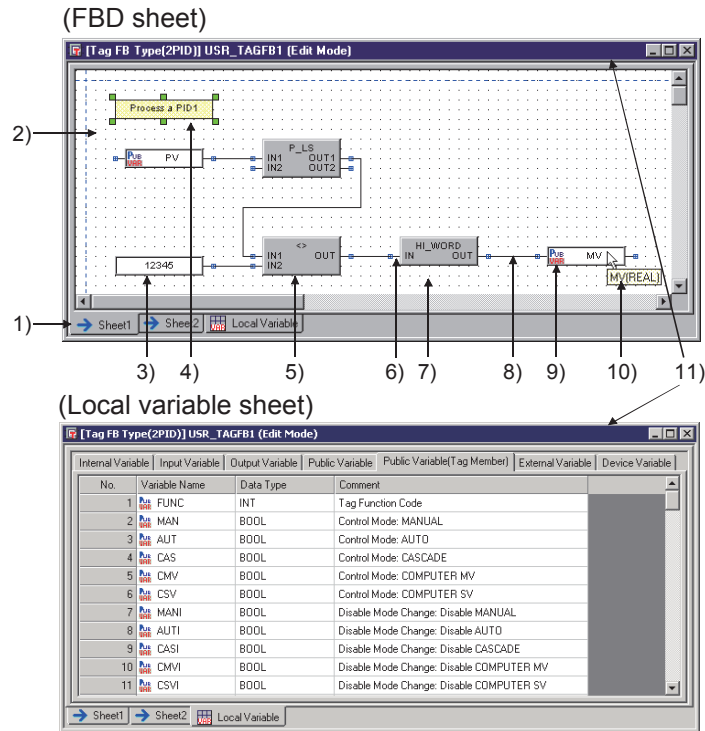 (FBD sheet)
[Tag FB Type(2PID)] USR_TAGFB1 (Edit Mode)
Process a PID1
2)
PUB VAR PV
P_LS
IN1 OUT1
IN2 OUT2
12345
<>
IN1 OUT
IN2
HI_WORD
IN OUT
PUB VAR MV
MV(REAL)
1)
Sheet1 Sheet2 VAR Local Variable
3) 4) 5) 6) 7) 8) 9) 10) 11)
(Local variable sheet)
[Tag FB Type(2PID)] USR_TAGFB1 (Edit Mode)
Internal Variable Input Variable Output Variable Public Variable Public Variable(Tag Member) External Variable Device Variable
No. Variable Name Data Type Comment
1 PUB VAR FUNC INT Tag Function Code
2 PUB VAR MAN BOOL Control Mode: MANUAL
3 PUB VAR AUT BOOL Control Mode: AUTO
4 PUB VAR CAS BOOL Control Mode: CASCADE
5 PUB VAR CMV BOOL Control Mode: COMPUTER MV
6 PUB VAR CSV BOOL Control Mode: COMPUTER SV
7 PUB VAR MANI BOOL Disable Mode Change: Disable MANUAL
8 PUB VAR AUTI BOOL Disable Mode Change: Disable AUTO
9 PUB VAR CASI BOOL Disable Mode Change: Disable CASCADE
10 PUB VAR CMVI BOOL Disable Mode Change: Disable COMPUTER MV
11 PUB VAR CSVI BOOL Disable Mode Change: Disable COMPUTER SV
Sheet1 Sheet2 VAR Local Variable